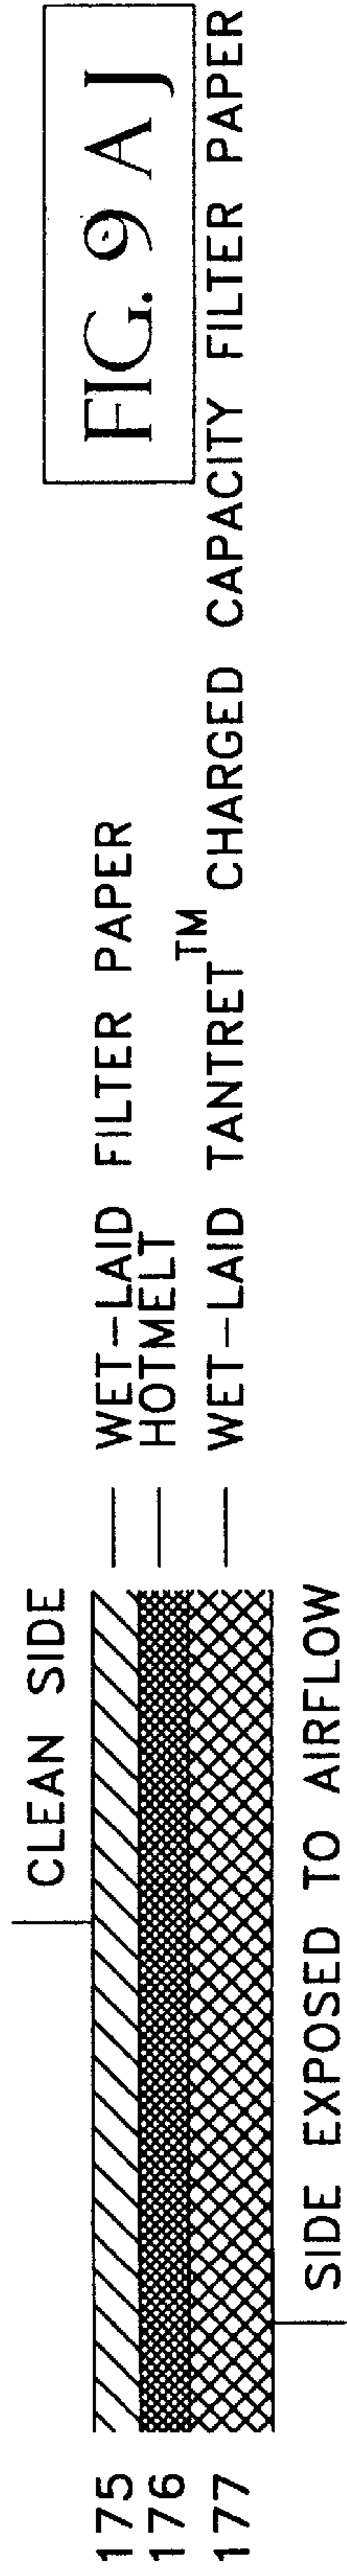 FIG. 9 A J
CLEAN SIDE
175 WET-LAID FILTER PAPER
176 HOTMELT
177 WET-LAID TANTRET™ CHARGED CAPACITY FILTER PAPER
SIDE EXPOSED TO AIRFLOW